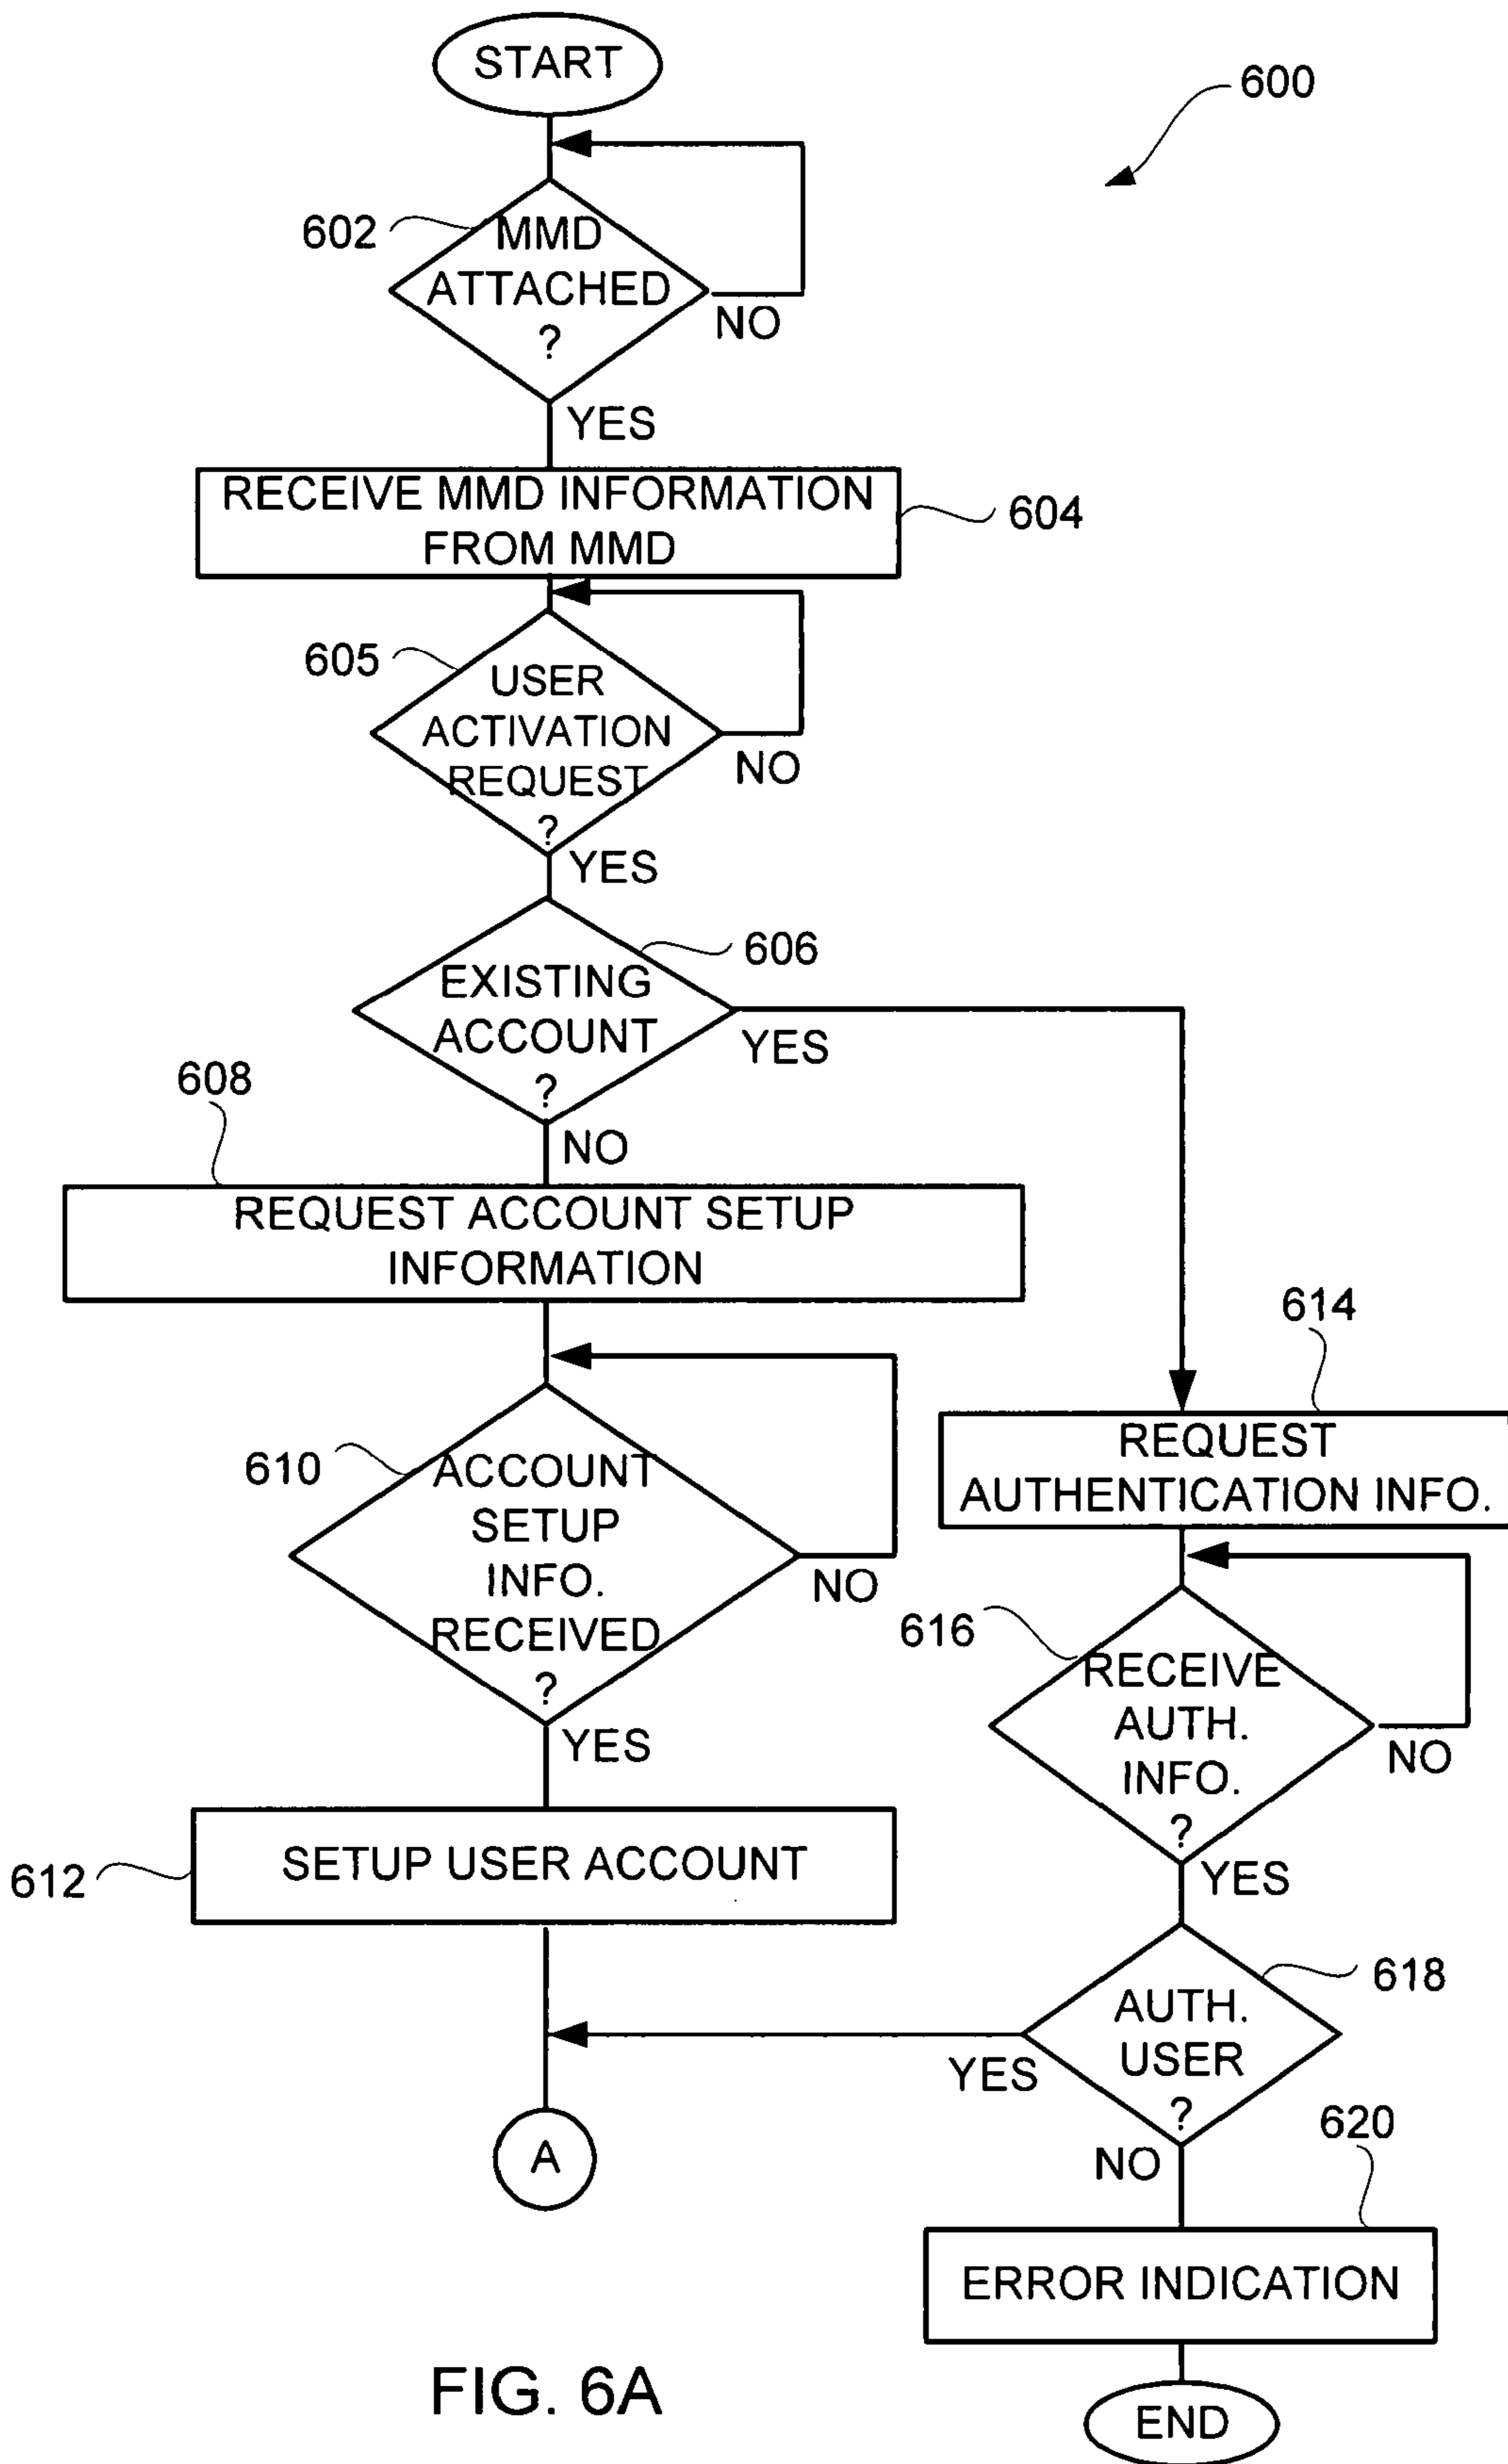 START
600
602
MMD
ATTACHED
?
NO
YES
RECEIVE MMD INFORMATION
FROM MMD
604
605
USER
ACTIVATION
REQUEST
?
NO
YES
606
EXISTING
ACCOUNT
?
YES
NO
608
REQUEST ACCOUNT SETUP
INFORMATION
610
ACCOUNT
SETUP
INFO.
RECEIVED
?
NO
YES
612
SETUP USER ACCOUNT
614
REQUEST
AUTHENTICATION INFO.
616
RECEIVE
AUTH.
INFO.
?
NO
YES
618
AUTH.
USER
?
YES
NO
A
620
ERROR INDICATION
END
FIG. 6A